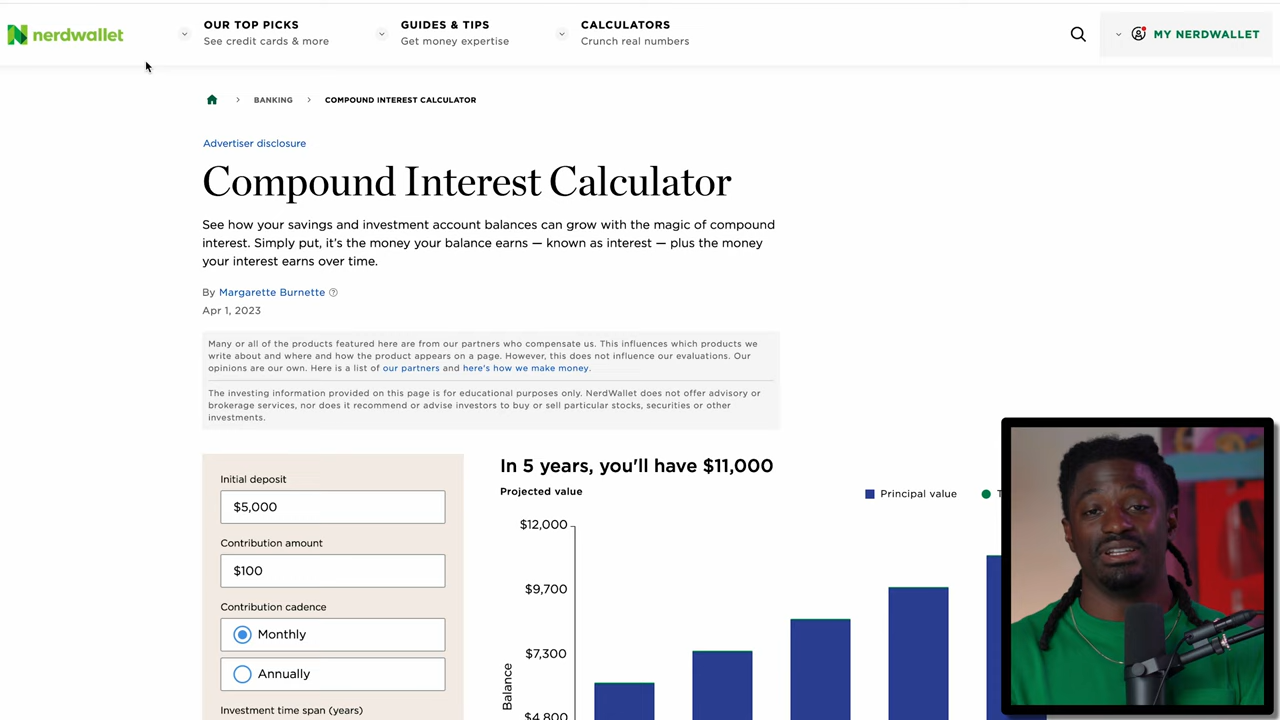 nerdwallet
OUR TOP PICKS
See credit cards & more
GUIDES & TIPS
Get money expertise
CALCULATORS
Crunch real numbers
MY NERDWALLET
BANKING
COMPOUND INTEREST CALCULATOR
Advertiser disclosure
Compound Interest Calculator
See how your savings and investment account balances can grow with the magic of compound
interest. Simply put, it's the money your balance earns — known as interest — plus the money
your interest earns over time.
By Margarette Burnette
Apr 1, 2023
Many or all of the products featured here are from our partners who compensate us. This influences which products we
write about and where and how the product appears on a page. However, this does not influence our evaluations. Our
opinions are our own. Here is a list of our partners and here's how we make money.
The investing information provided on this page is for educational purposes only. NerdWallet does not offer advisory or
brokerage services, nor does it recommend or advise investors to buy or sell particular stocks, securities or other
investments.
Initial deposit
$5,000
Contribution amount
$100
Contribution cadence
Monthly
Annually
Investment time span (years)
In 5 years, you'll have $11,000
Projected value
Principal value
$12,000
$9,700
$7,300
$4,800
Balance